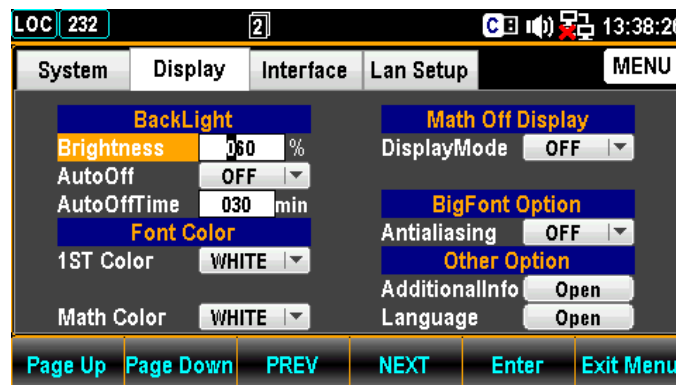 LOC 232 2 C 13:38:26
System Display Interface Lan Setup MENU
BackLight
Brightness 060 %
AutoOff OFF
AutoOffTime 030 min
Font Color
1ST Color WHITE
Math Color WHITE
Math Off Display
DisplayMode OFF
BigFont Option
Antialiasing OFF
Other Option
AdditionalInfo Open
Language Open
Page Up Page Down PREV NEXT Enter Exit Menu